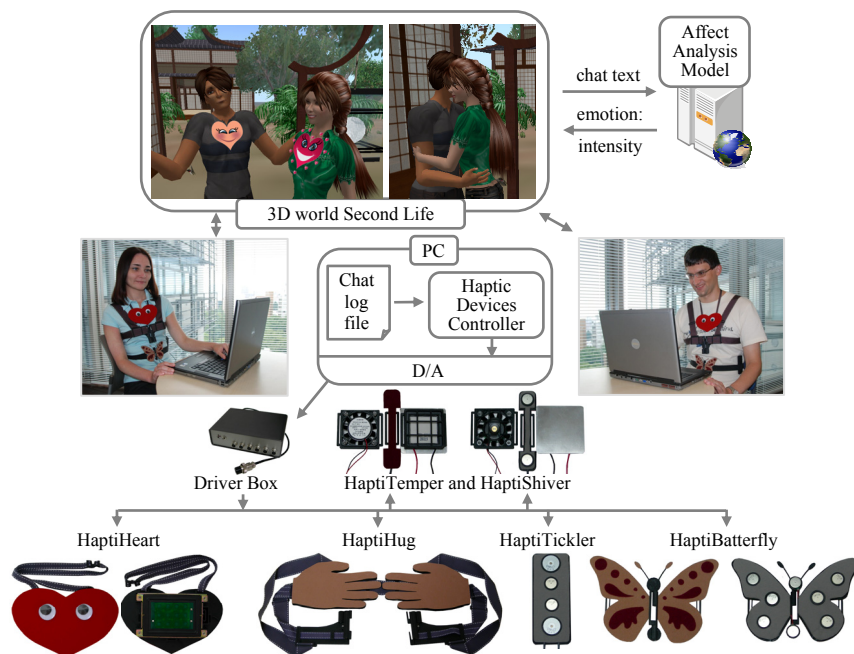 Affect
Analysis
Model
chat text
emotion:
intensity
3D world Second Life
PC
Chat
log
file
Haptic
Devices
Controller
D/A
Driver Box
HaptiTemper and HaptiShiver
HaptiHeart
HaptiHug
HaptiTickler
HaptiBatterfly